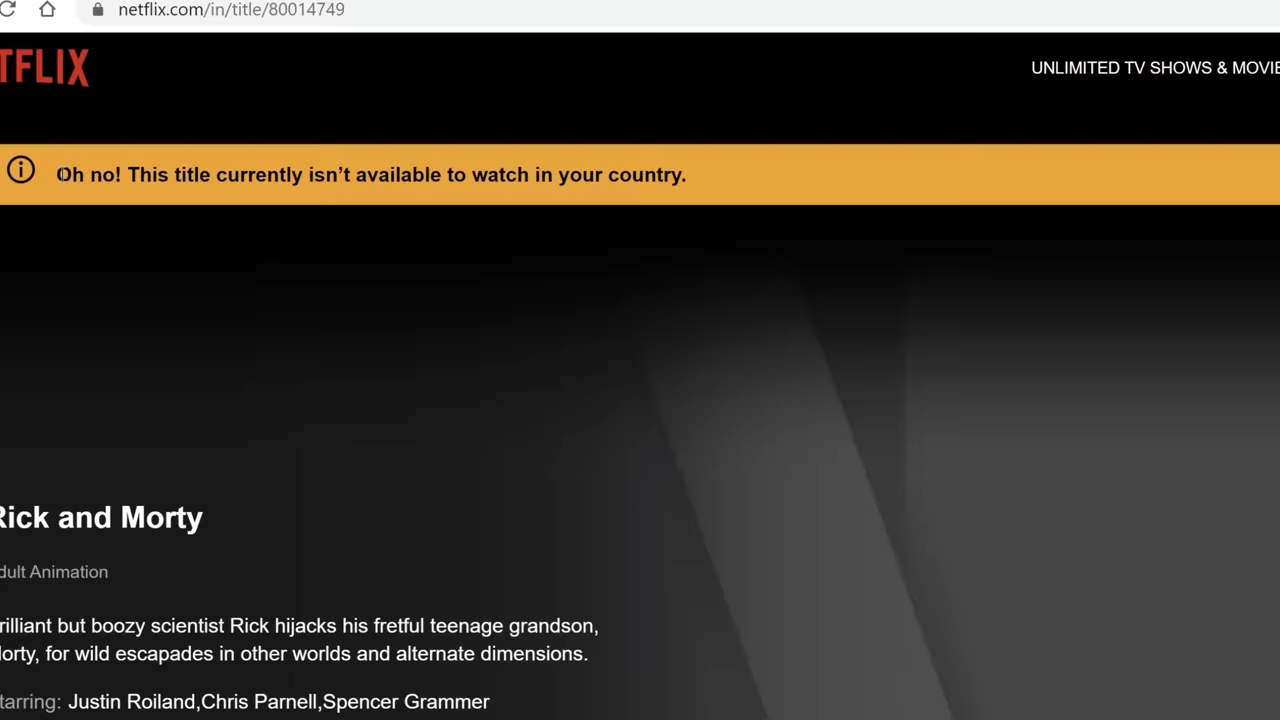 netflix.com/in/title/80014749
TFLIX
UNLIMITED TV SHOWS & MOVIE
Oh no! This title currently isn’t available to watch in your country.
Rick and Morty
dult Animation
rilliant but boozy scientist Rick hijacks his fretful teenage grandson,
lorty, for wild escapades in other worlds and alternate dimensions.
tarring: Justin Roiland,Chris Parnell,Spencer Grammer